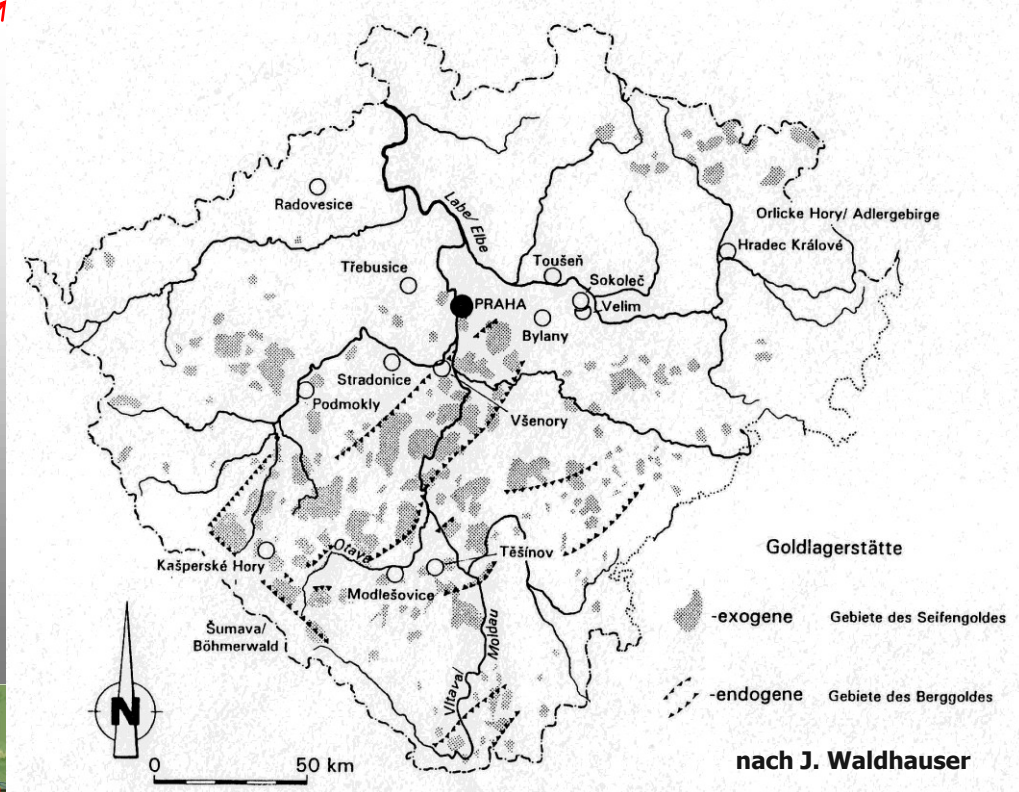 Radovesice
Labe/
Elbe
Orlicke Hory/ Adlergebirge
Hradec Králové
Třebusice
Toušeň
Sokoleč
PRAHA
Velim
Bylany
Stradonice
Podmokly
Všenory
Goldlagerstätte
Otava
Těšínov
Kašperské Hory
Modlešovice
-exogene Gebiete des Seifengoldes
Šumava/
Böhmerwald
Vltava/
Moldau
-endogene Gebiete des Berggoldes
N
nach J. Waldhauser
0 50 km